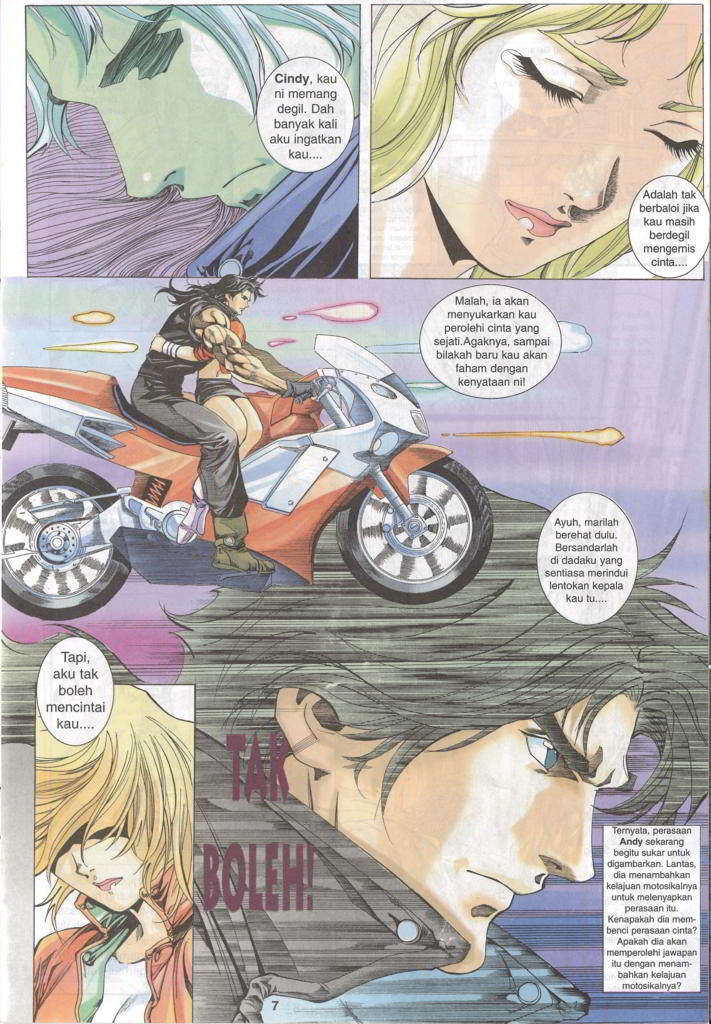 Cindy, kau
ni memang
degil. Dah
banyak kali
aku ingatkan
kau....
Adalah tak
berbaloi jika
kau masih
berdegil
mengemis
cinta....
Malah, ia akan
menyukarkan kau
perolehi cinta yang
sejati.Agaknya, sampai
bilakah baru kau akan
faham dengan
kenyataan ni!
Ayuh, marilah
berehat dulu.
Bersandarlah
di dadaku yang
sentiasa merindui
lentokan kepala
kau tu....
Tapi,
aku tak
boleh
mencintai
kau....
TAK
BOLEH!
Ternyata, perasaan
Andy sekarang
begitu sukar untuk
digambarkan. Lantas,
dia menambahkan
kelajuan motosikalnya
untuk melenyapkan
perasaan itu.
Kenapakah dia mem-
benci perasaan cinta?
Apakah dia akan
memperolehi jawapan
itu dengan menam-
bahkan kelajuan
motosikalnya?
7